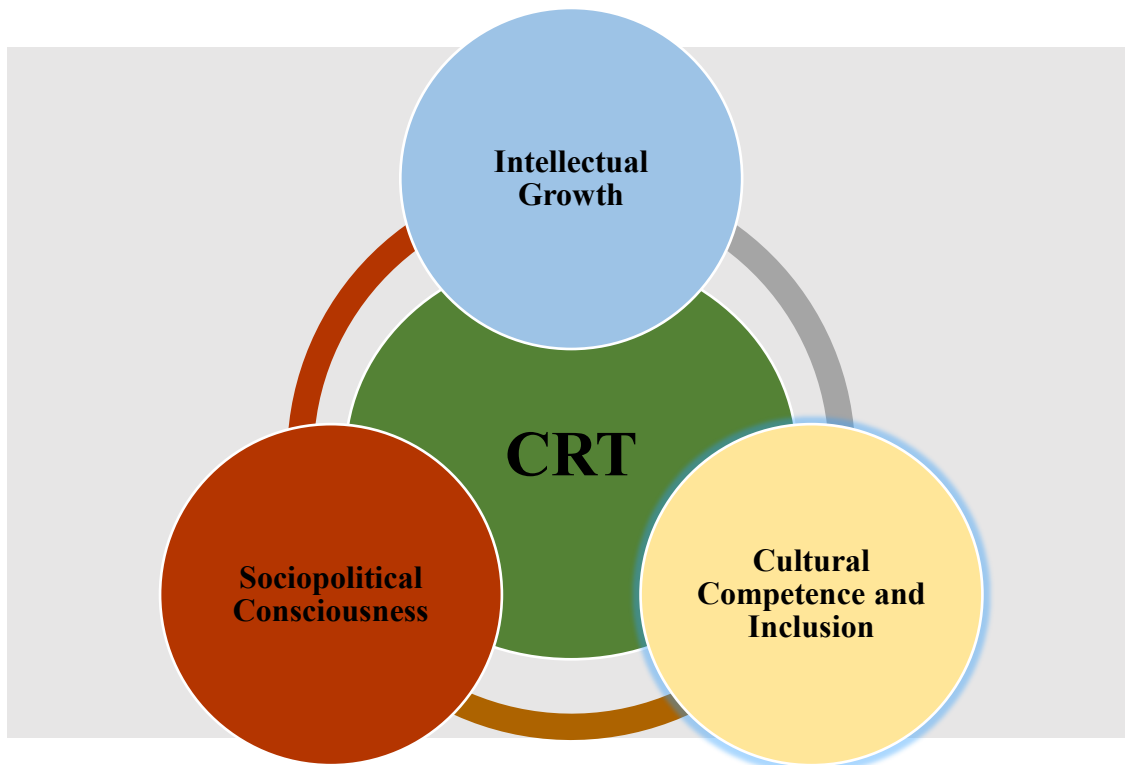 Intellectual
Growth
CRT
Sociopolitical
Consciousness
Cultural
Competence and
Inclusion